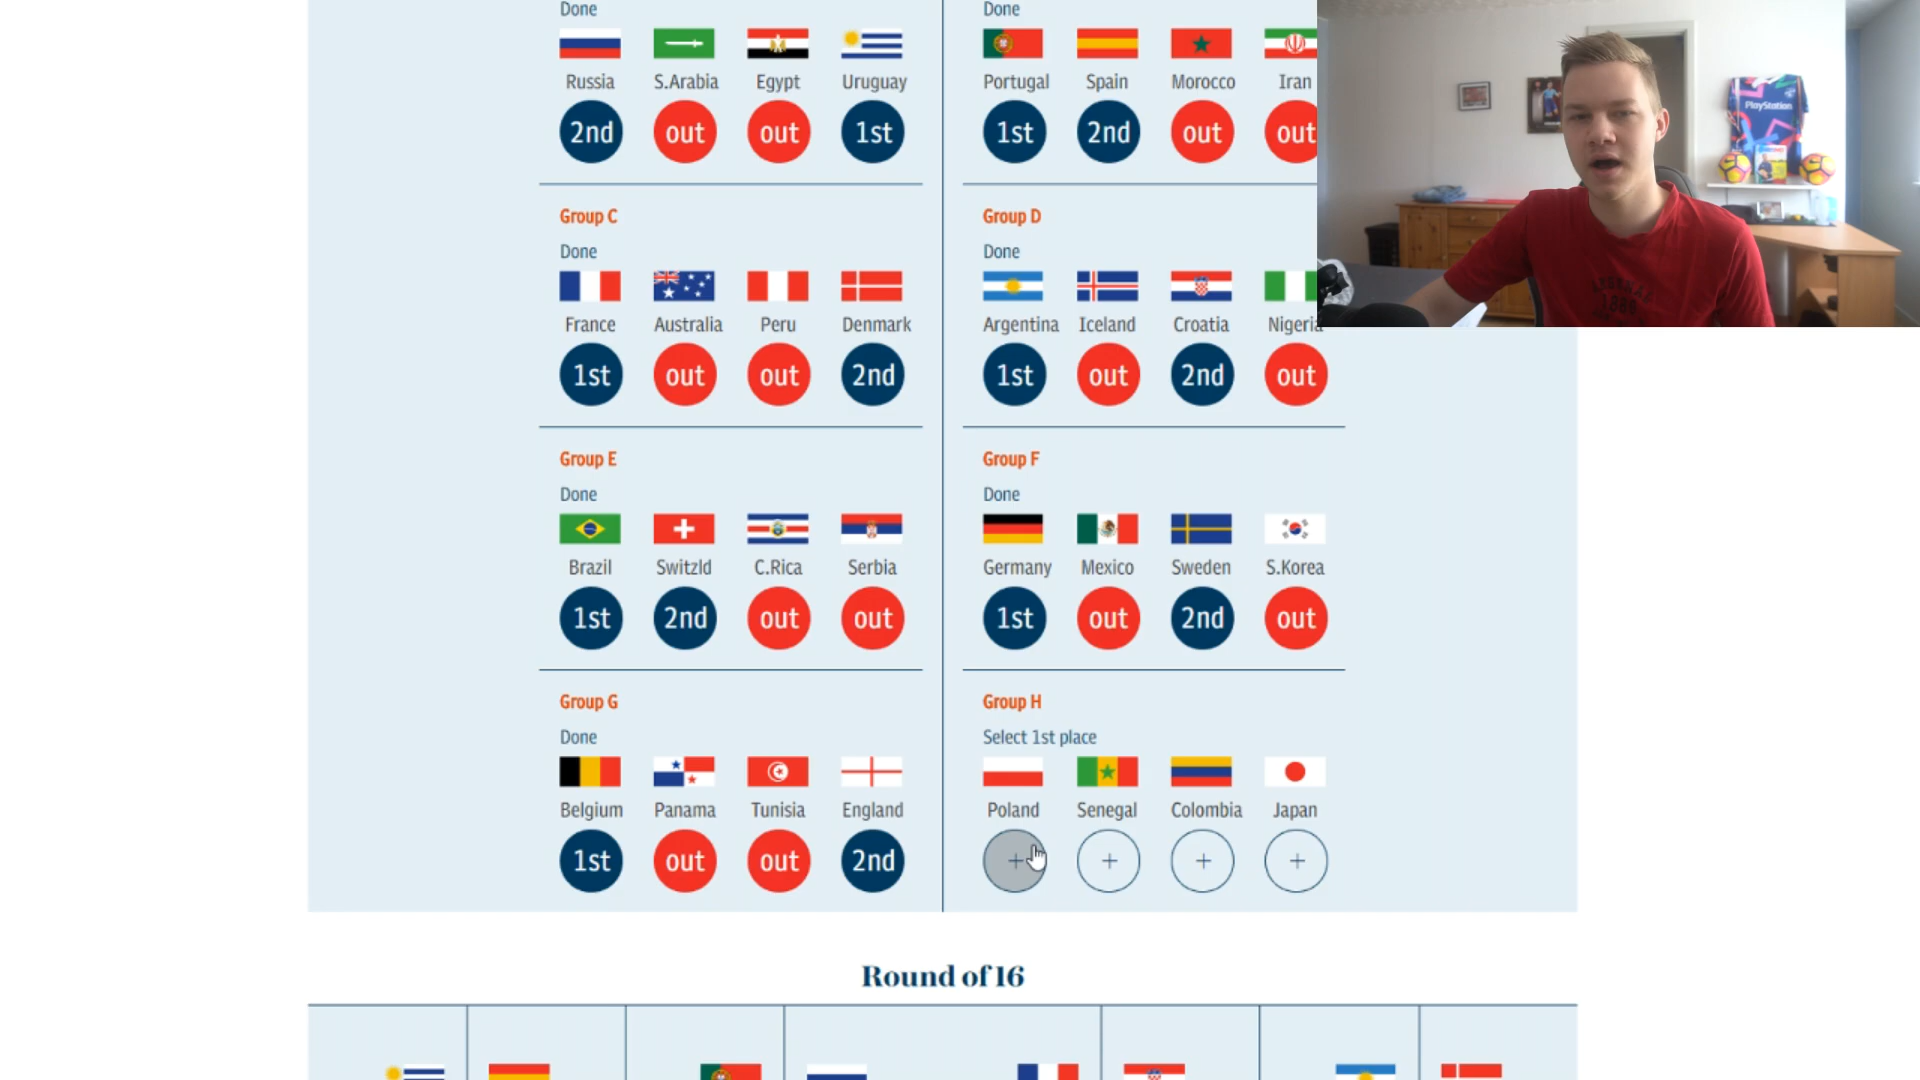 Done
Russia S.Arabia Egypt Uruguay
2nd out out 1st
Done
Portugal Spain Morocco Iran
1st 2nd out out
PlayStation
Group C
Done
France Australia Peru Denmark
1st out out 2nd
Group D
Done
Argentina Iceland Croatia Nigeria
1st out 2nd out
Group E
Done
Brazil Switzld C.Rica Serbia
1st 2nd out out
Group F
Done
Germany Mexico Sweden S.Korea
1st out 2nd out
Group G
Done
Belgium Panama Tunisia England
1st out out 2nd
Group H
Select 1st place
Poland Senegal Colombia Japan
+ + + +
Round of 16